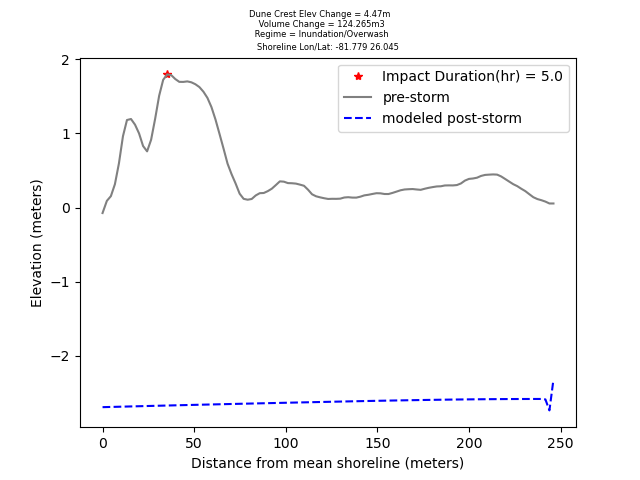 Dune Crest Elev Change = 4.47m
Volume Change = 124.265m3
Regime = Inundation/Overwash
Shoreline Lon/Lat: -81.779 26.045
Impact Duration(hr) = 5.0
pre-storm
modeled post-storm
2
1
0
−1
−2
Elevation (meters)
0 50 100 150 200 250
Distance from mean shoreline (meters)